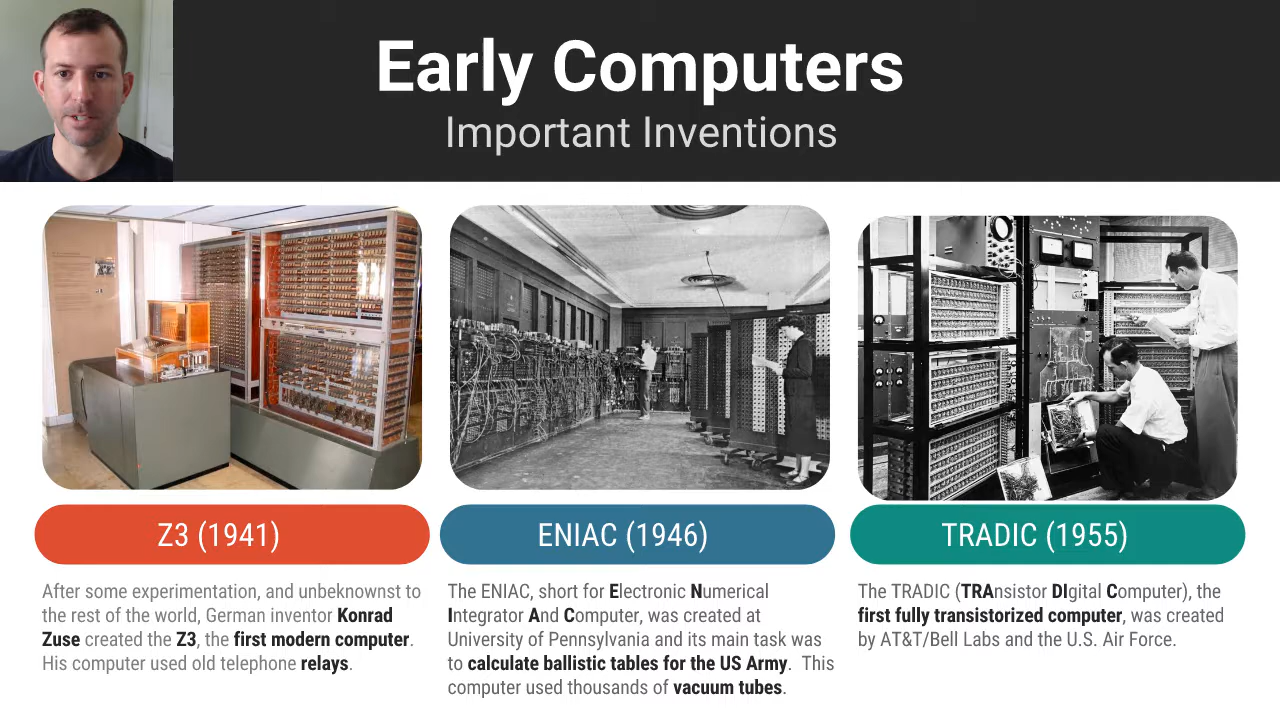 Early Computers
Important Inventions
Z3 (1941)
After some experimentation, and unbeknownst to
the rest of the world, German inventor Konrad
Zuse created the Z3, the first modern computer.
His computer used old telephone relays.
ENIAC (1946)
The ENIAC, short for Electronic Numerical
Integrator And Computer, was created at
University of Pennsylvania and its main task was
to calculate ballistic tables for the US Army. This
computer used thousands of vacuum tubes.
TRADIC (1955)
The TRADIC (TRAnsistor DIgital Computer), the
first fully transistorized computer, was created
by AT&T/Bell Labs and the U.S. Air Force.